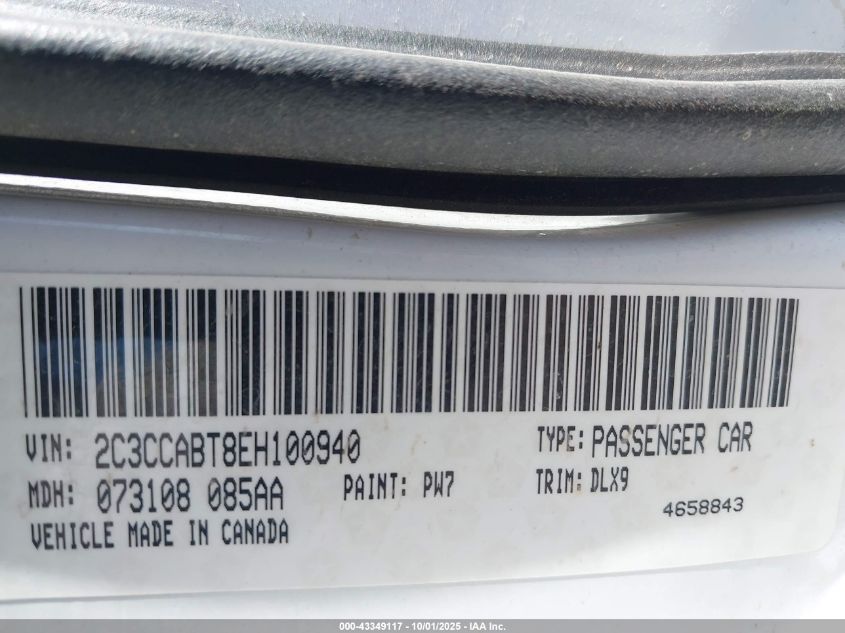 VIN: 2C3CCABT8EH100940 TYPE: PASSENGER CAR
MDH: 073108 085AA PAINT: PW7 TRIM: DLX9
VEHICLE MADE IN CANADA 4658843
000-43349117 - 10/01/2025 - IAA Inc.